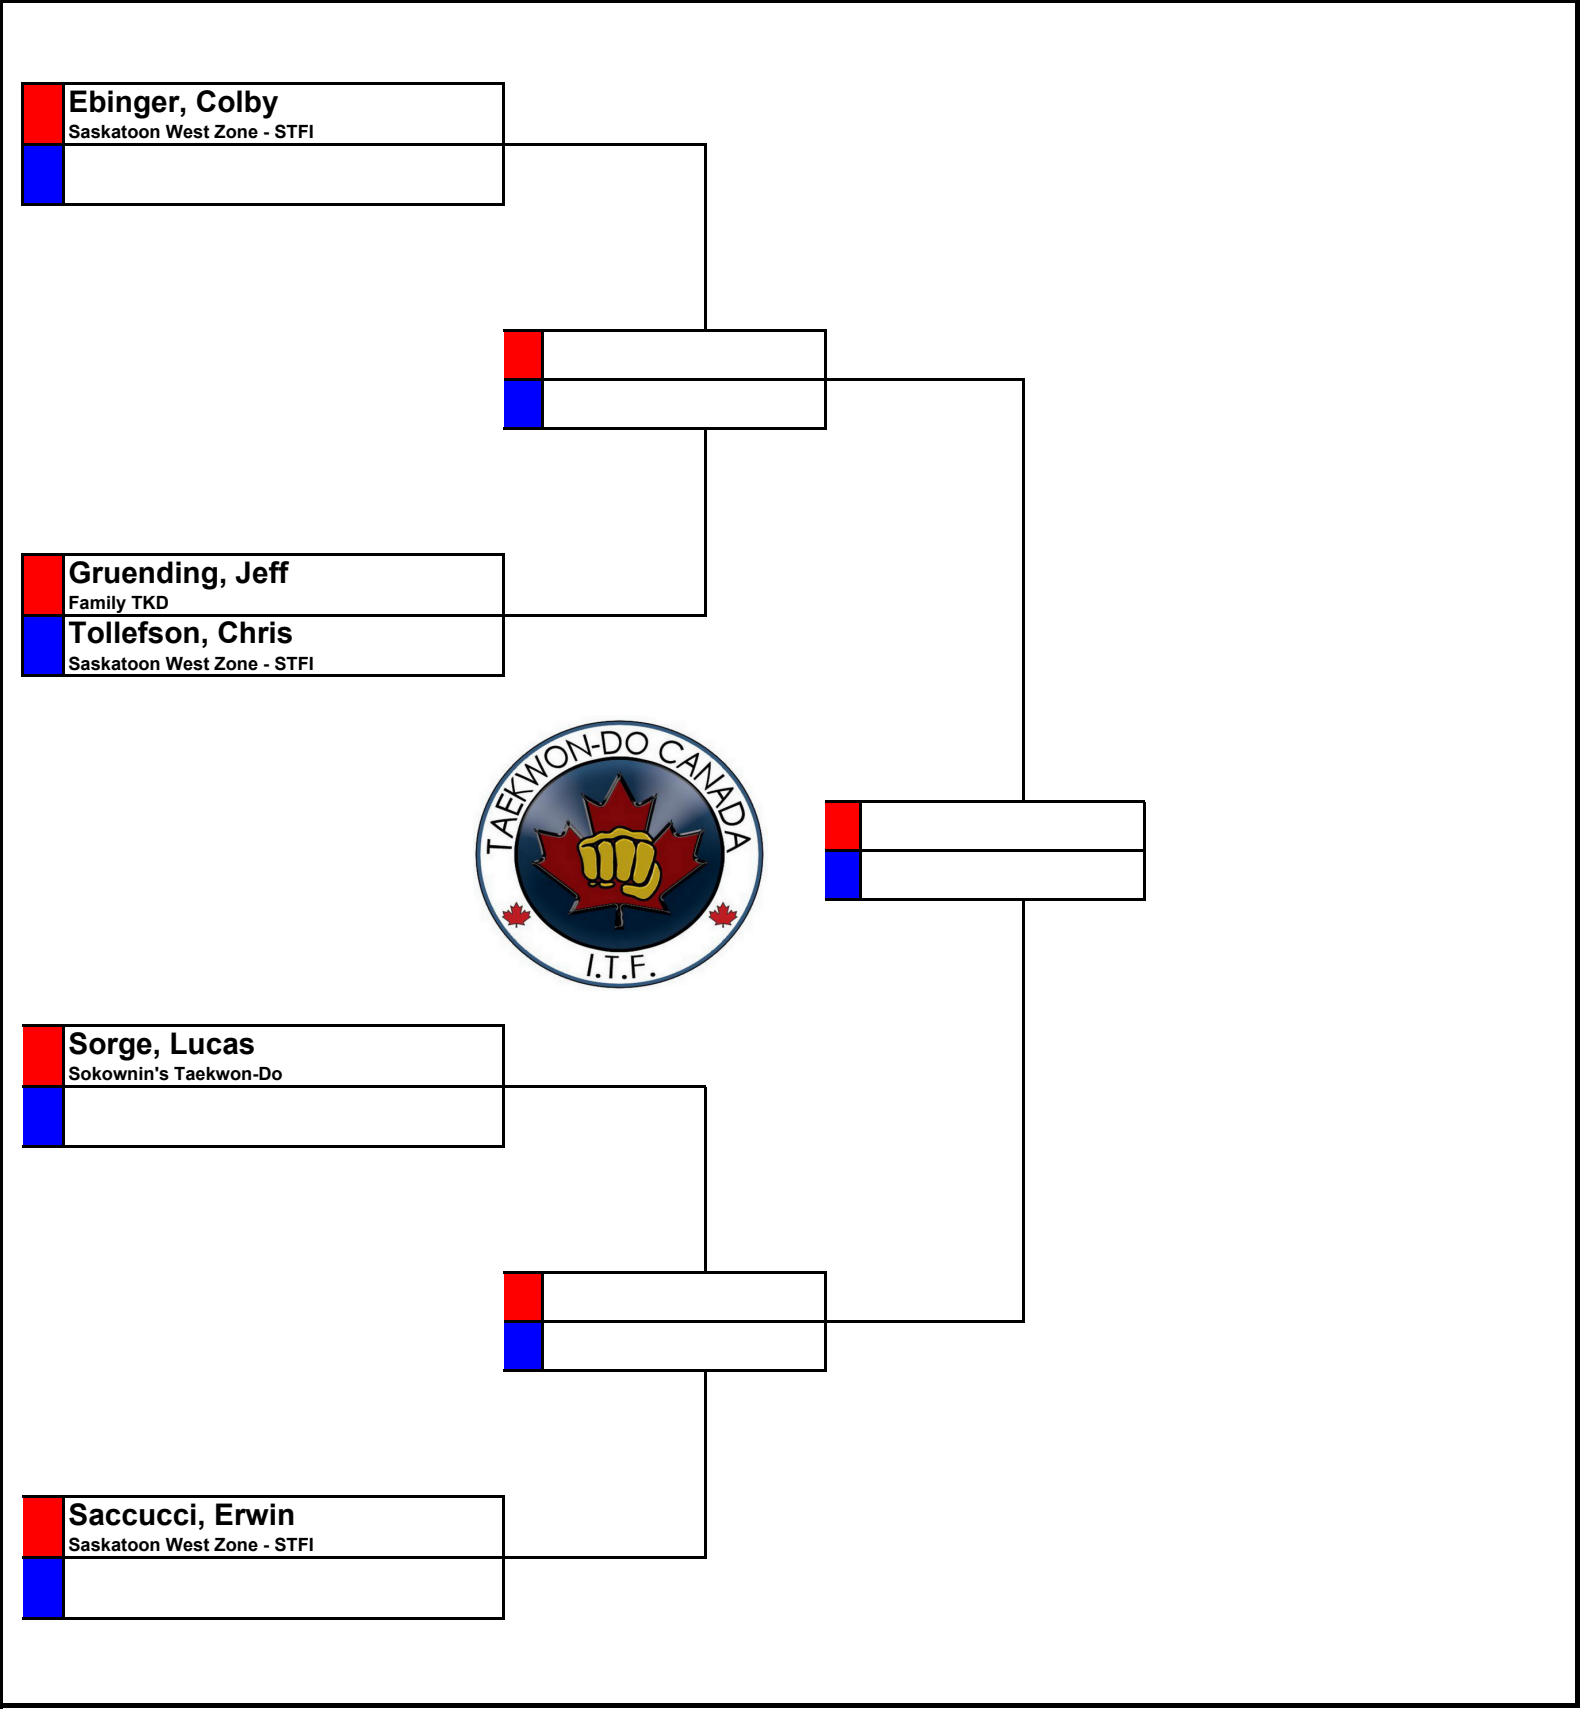 Ebinger, Colby
Saskatoon West Zone - STFI
Gruending, Jeff
Family TKD
Tollefson, Chris
Saskatoon West Zone - STFI
TAEKWON-DO CANADA
I.T.F.
Sorge, Lucas
Sokownin's Taekwon-Do
Saccucci, Erwin
Saskatoon West Zone - STFI